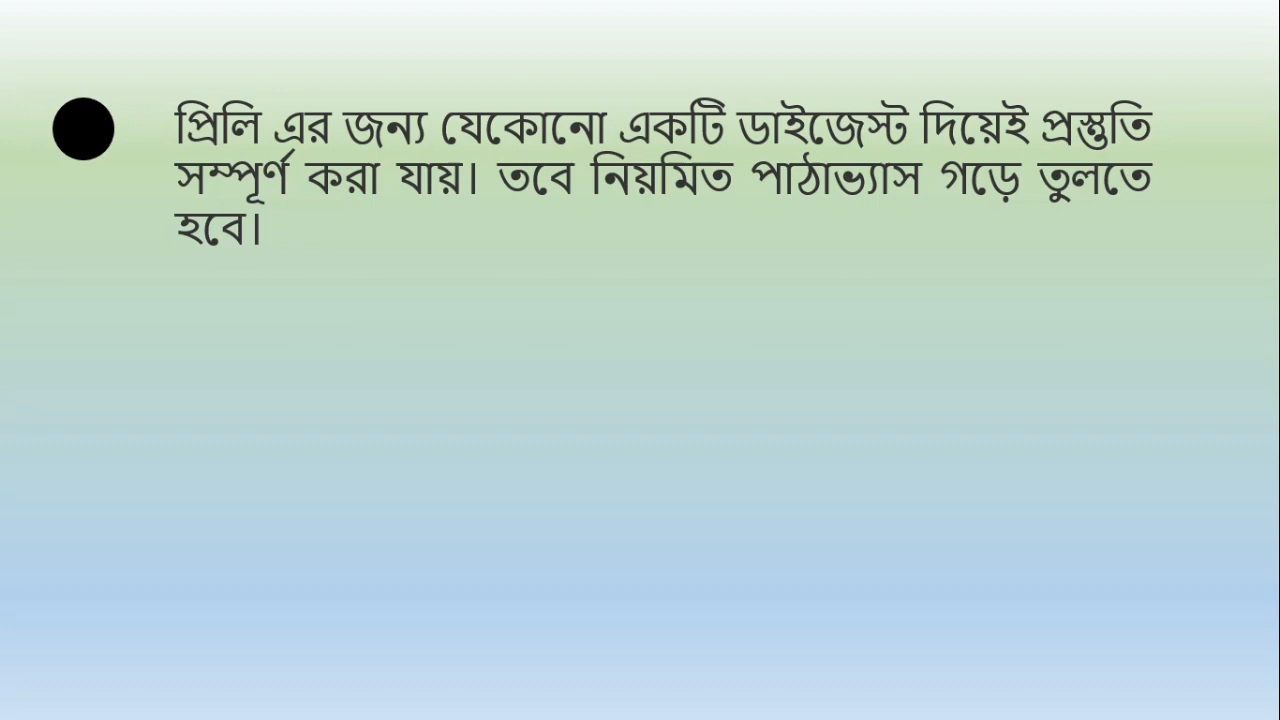 প্রিলি এর জন্য যেকোনো একটি ডাইজেস্ট দিয়েই প্রস্তুতি
সম্পূর্ণ করা যায়। তবে নিয়মিত পাঠাভ্যাস গড়ে তুলতে
হবে।